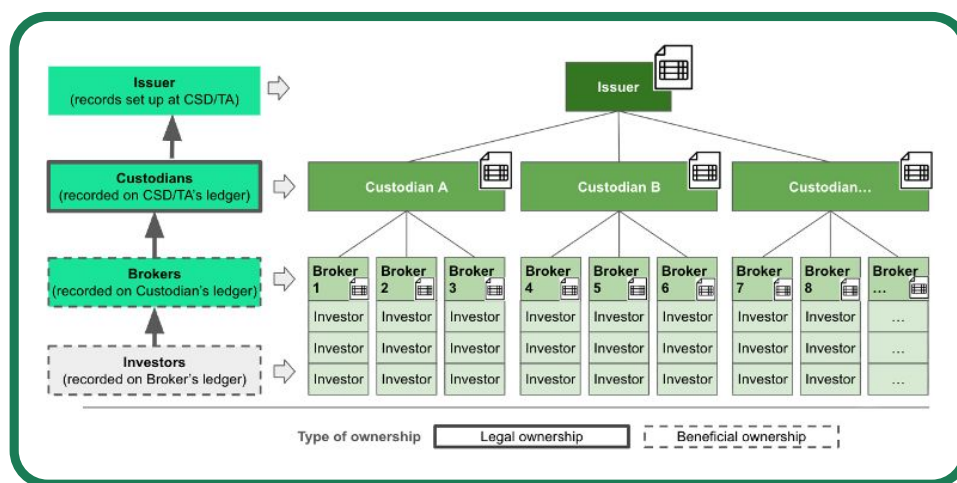 Issuer
(records set up at CSD/TA)
Issuer
Custodians
(recorded on CSD/TA's ledger)
Custodian A
Custodian B
Custodian...
Brokers
(recorded on Custodian's ledger)
Broker 1
Broker 2
Broker 3
Broker 4
Broker 5
Broker 6
Broker 7
Broker 8
Broker ...
Investor Investor Investor Investor Investor Investor Investor Investor ...
Investor Investor Investor Investor Investor Investor Investor Investor ...
Investors
(recorded on Broker's ledger)
Investor Investor Investor Investor Investor Investor Investor Investor ...
Type of ownership Legal ownership Beneficial ownership